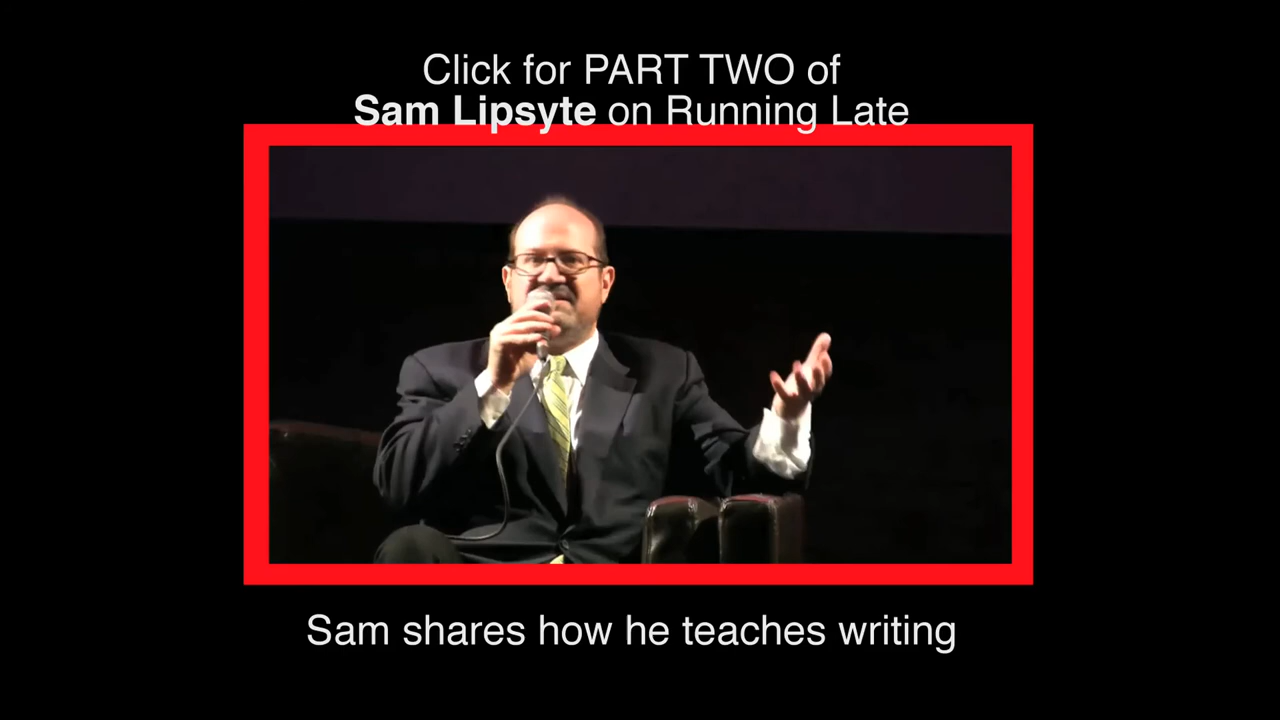 Click for PART TWO of
Sam Lipsyte on Running Late
Sam shares how he teaches writing